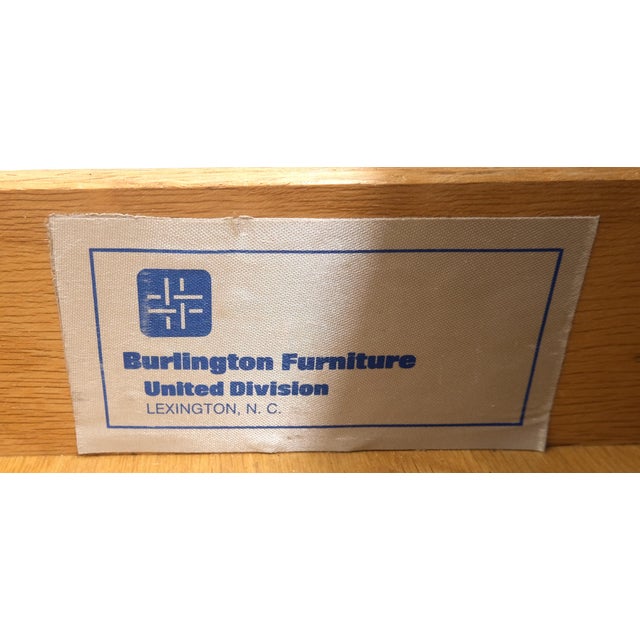 Burlington Furniture
United Division
LEXINGTON, N. C.